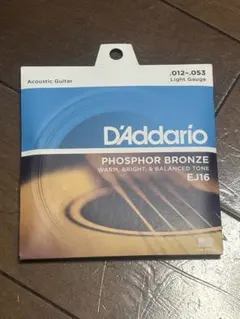 Acoustic Guitar
.012-.053
Light Gauge
D'Addario
PHOSPHOR BRONZE
WARM, BRIGHT, & BALANCED TONE
EJ16